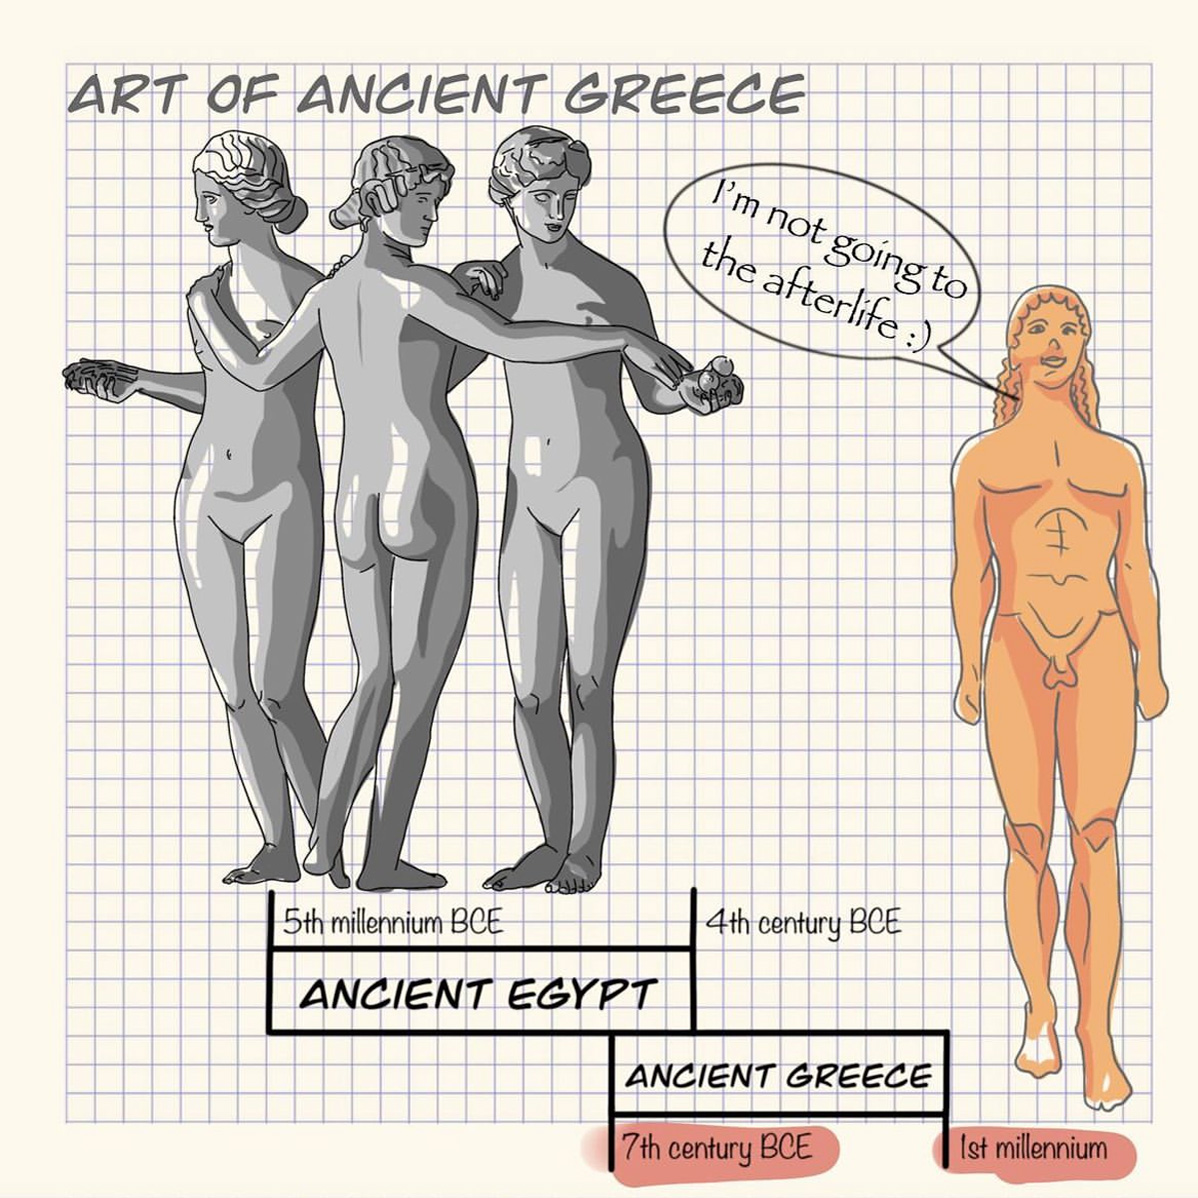 ART OF ANCIENT GREECE
I'm not going to
the afterlife :)
5th millennium BCE
4th century BCE
ANCIENT EGYPT
ANCIENT GREECE
7th century BCE
1st millennium